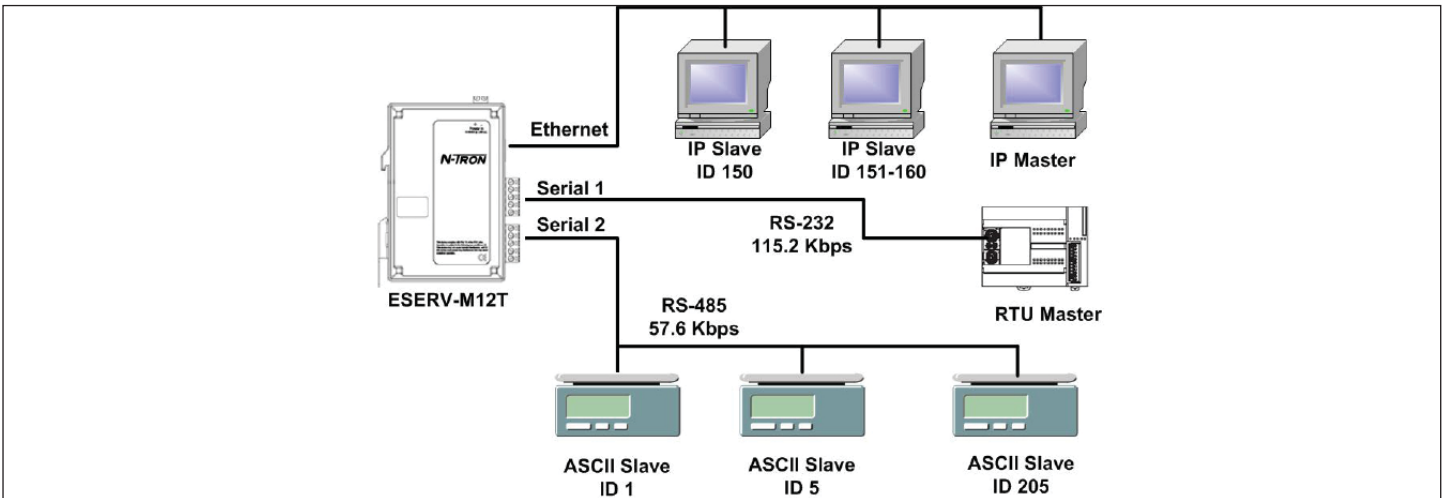 Ethernet
Serial 1
Serial 2
N-TRON
ESERV-M12T
IP Slave
ID 150
IP Slave
ID 151-160
IP Master
RS-232
115.2 Kbps
RTU Master
RS-485
57.6 Kbps
ASCII Slave
ID 1
ASCII Slave
ID 5
ASCII Slave
ID 205